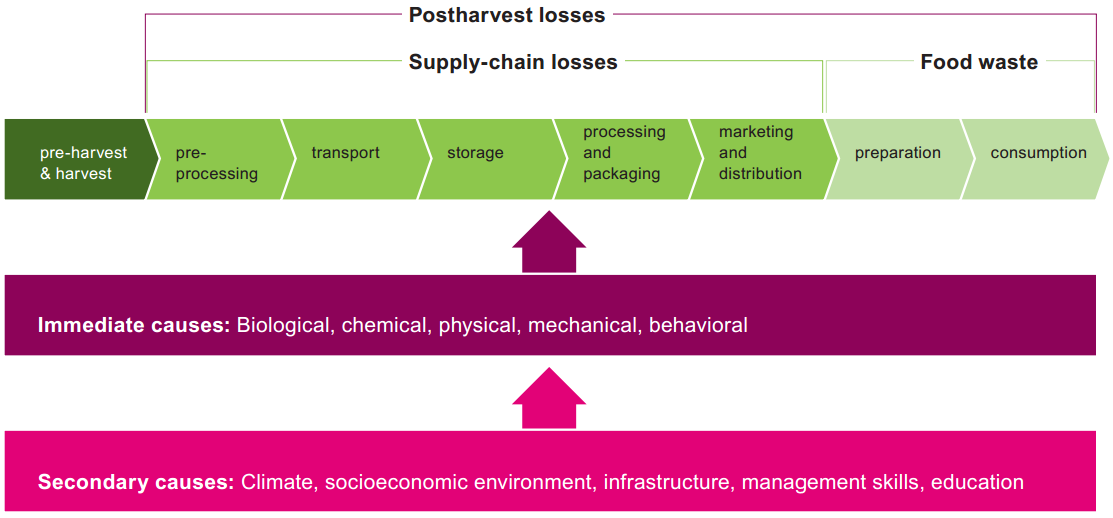 Postharvest losses
Supply-chain losses
Food waste
pre-harvest
& harvest
pre-
processing
transport
storage
processing
and
packaging
marketing
and
distribution
preparation
consumption
Immediate causes: Biological, chemical, physical, mechanical, behavioral
Secondary causes: Climate, socioeconomic environment, infrastructure, management skills, education